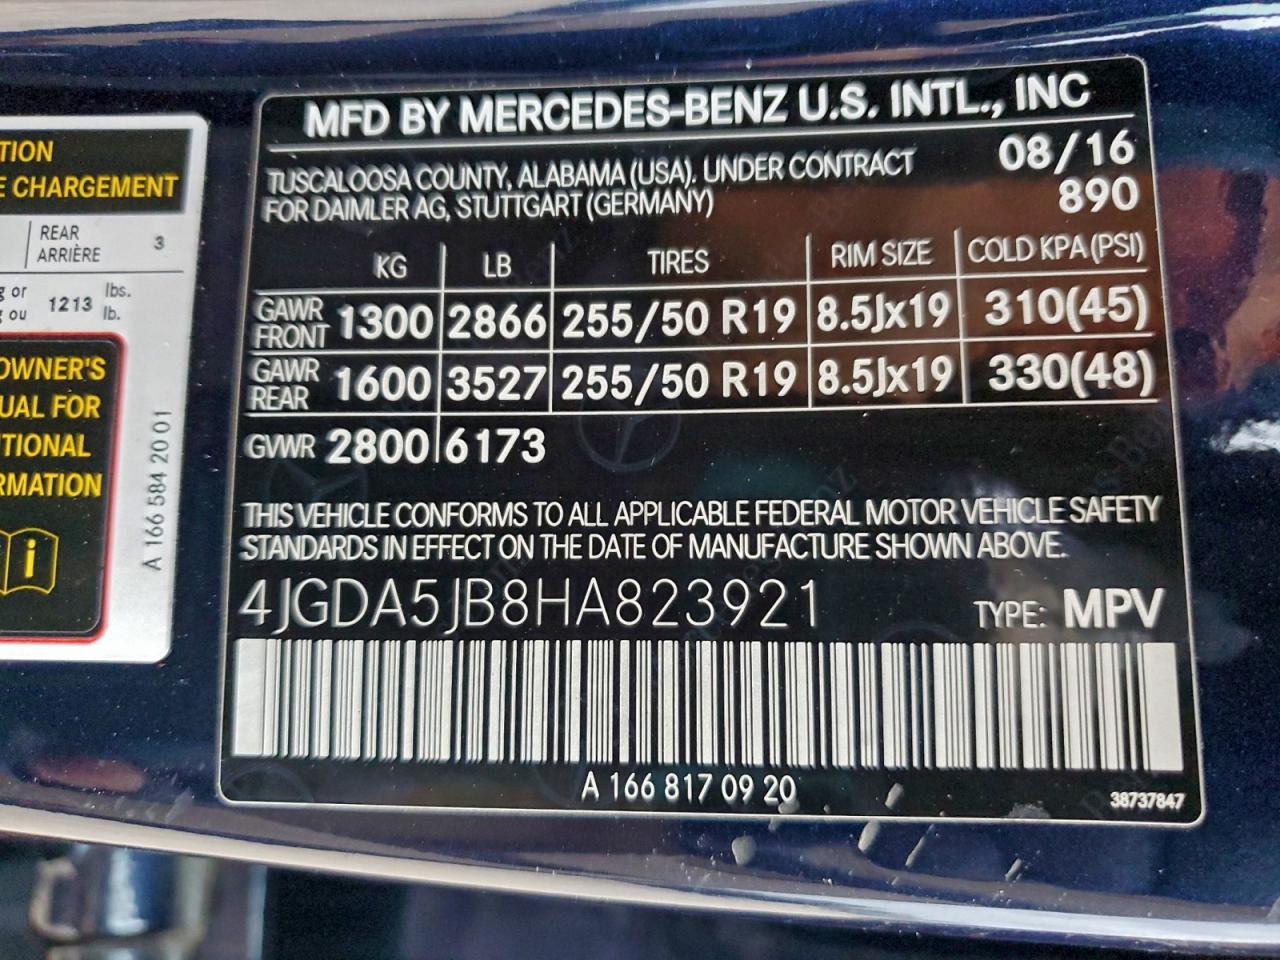 TION
E CHARGEMENT
REAR
ARRIÈRE
3
g or
g ou
1213
lbs.
lb.
OWNER'S
UAL FOR
ITIONAL
RMATION
i
A 166 584 20 01
MFD BY MERCEDES-BENZ U.S. INTL., INC
TUSCALOOSA COUNTY, ALABAMA (USA). UNDER CONTRACT
FOR DAIMLER AG, STUTTGART (GERMANY)
08/16
890
KG LB TIRES RIM SIZE COLD KPA (PSI)
GAWR FRONT 1300 2866 255/50 R19 8.5Jx19 310(45)
GAWR REAR 1600 3527 255/50 R19 8.5Jx19 330(48)
GVWR 2800 6173
THIS VEHICLE CONFORMS TO ALL APPLICABLE FEDERAL MOTOR VEHICLE SAFETY
STANDARDS IN EFFECT ON THE DATE OF MANUFACTURE SHOWN ABOVE.
4JGDA5JB8HA823921
TYPE: MPV
A 166 817 09 20
38737847